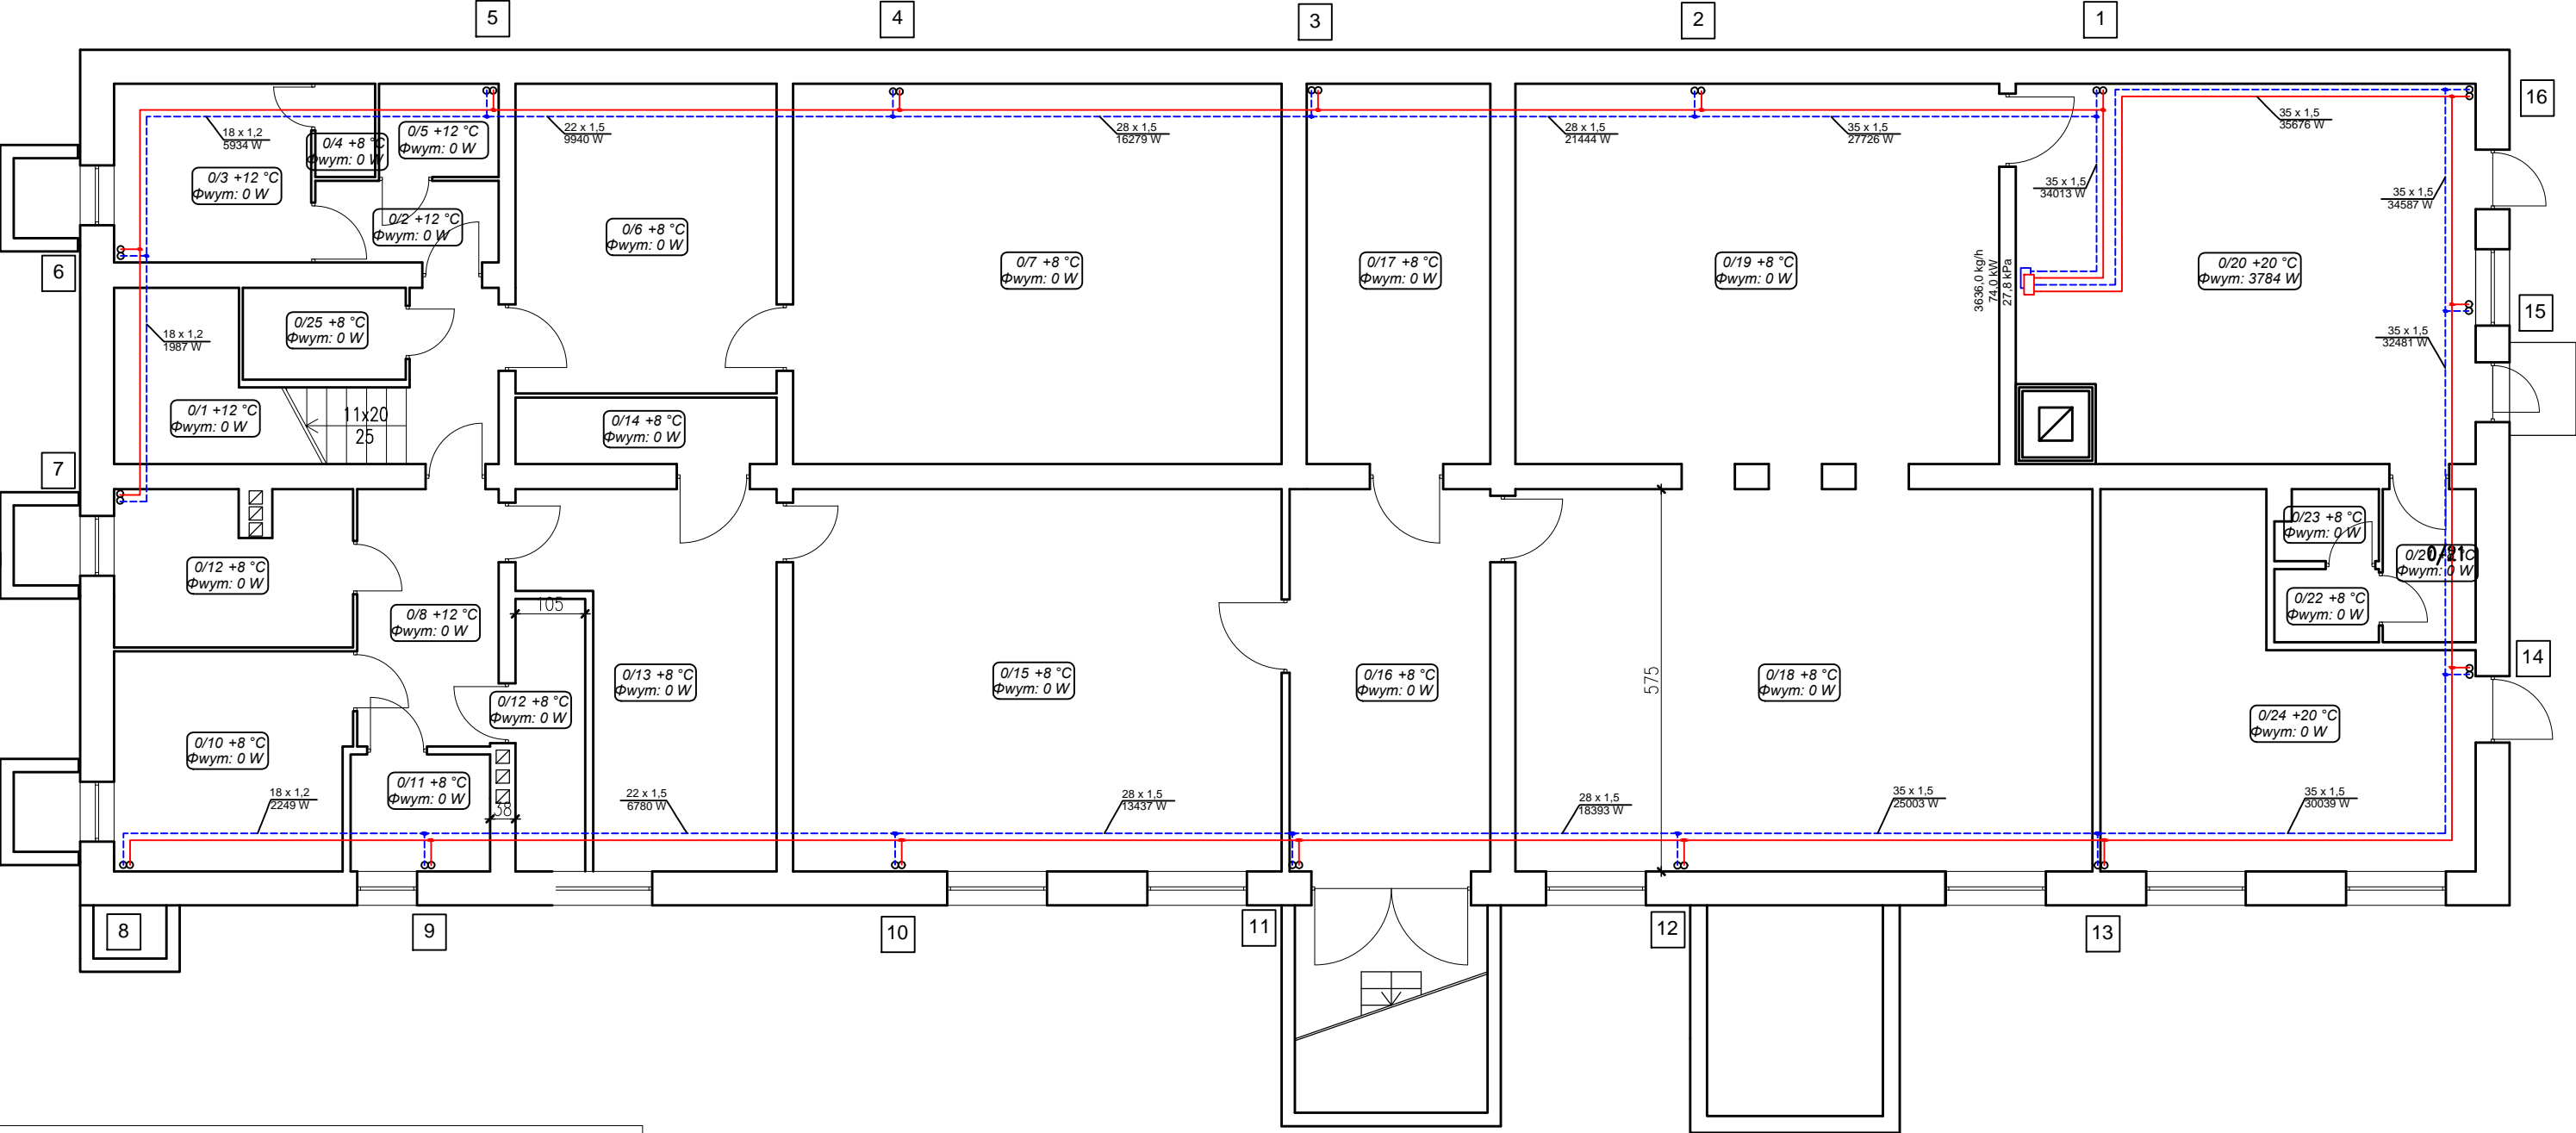 5
4
3
2
1
16
18 x 1,2
5934 W
0/4 +8 °C
Φwym: 0 W
0/5 +12 °C
Φwym: 0 W
22 x 1,5
9940 W
28 x 1,5
16279 W
28 x 1,5
21444 W
35 x 1,5
27726 W
35 x 1,5
35676 W
0/3 +12 °C
Φwym: 0 W
35 x 1,5
34013 W
35 x 1,5
34587 W
0/2 +12 °C
Φwym: 0 W
0/6 +8 °C
Φwym: 0 W
0/7 +8 °C
Φwym: 0 W
0/17 +8 °C
Φwym: 0 W
0/19 +8 °C
Φwym: 0 W
3636,0 kg/h
74,0 kW
27,8 kPa
0/20 +20 °C
Φwym: 3784 W
6
15
18 x 1,2
1987 W
0/25 +8 °C
Φwym: 0 W
35 x 1,5
32481 W
0/1 +12 °C
Φwym: 0 W
11x20
25
0/14 +8 °C
Φwym: 0 W
7
0/23 +8 °C
Φwym: 0 W
0/21
Φwym: 0 W
0/12 +8 °C
Φwym: 0 W
0/22 +8 °C
Φwym: 0 W
0/8 +12 °C
Φwym: 0 W
105
575
14
0/13 +8 °C
Φwym: 0 W
0/15 +8 °C
Φwym: 0 W
0/16 +8 °C
Φwym: 0 W
0/18 +8 °C
Φwym: 0 W
0/12 +8 °C
Φwym: 0 W
0/24 +20 °C
Φwym: 0 W
0/10 +8 °C
Φwym: 0 W
0/11 +8 °C
Φwym: 0 W
38
18 x 1,2
2249 W
22 x 1,5
6780 W
28 x 1,5
13437 W
28 x 1,5
18393 W
35 x 1,5
25003 W
35 x 1,5
30039 W
8
9
10
11
12
13